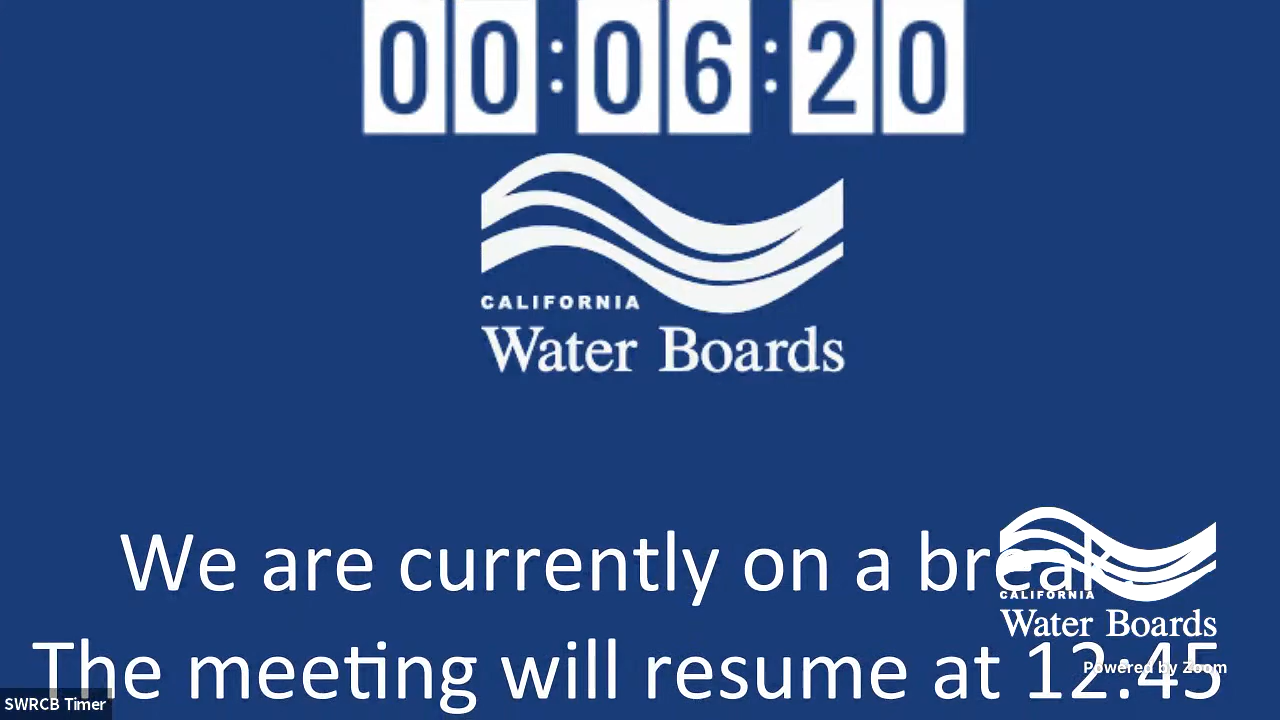 00:06:20
CALIFORNIA
Water Boards
We are currently on a break.
CALIFORNIA
Water Boards
The meeting will resume at 12:45
Powered by Zoom
SWRCB Timer